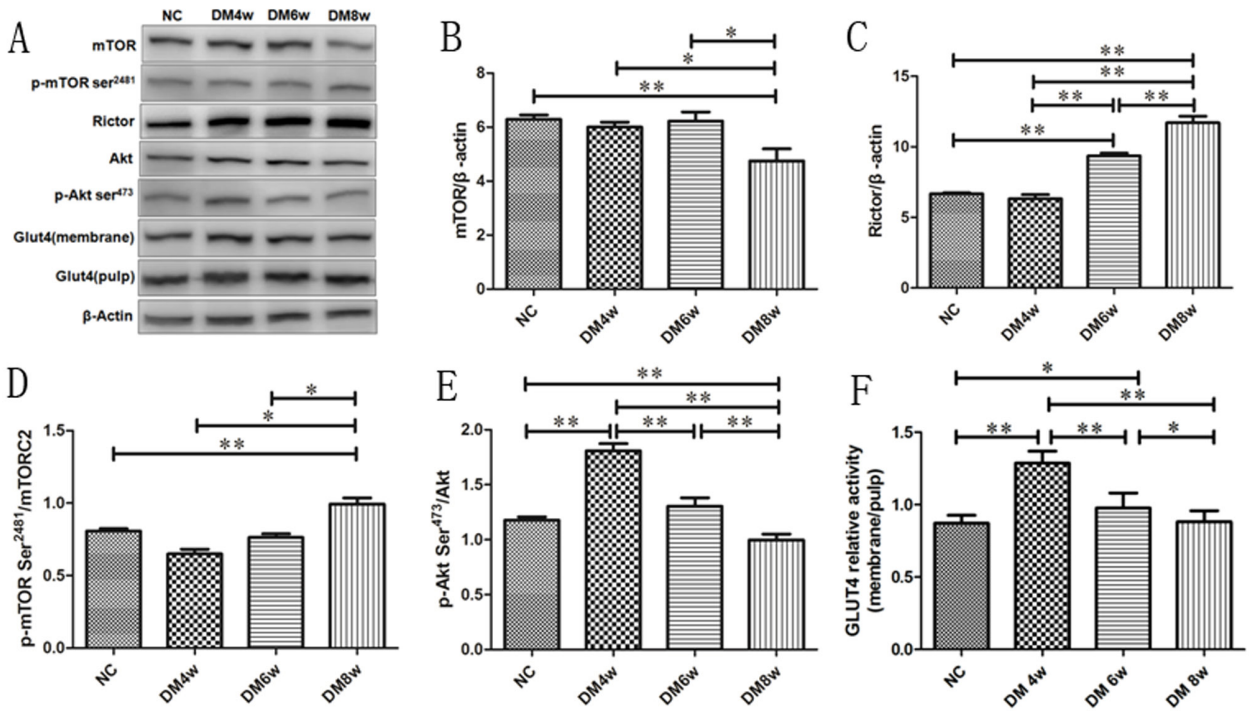 A
NC DM4w DM6w DM8w
mTOR
p-mTOR ser2481
Rictor
Akt
p-Akt ser473
Glut4(membrane)
Glut4(pulp)
β-Actin
B
*
*
**
8
6
4
2
0
mTOR/β -actin
NC DM4w DM6w DM8w
C
**
**
** **
**
15
10
5
0
Rictor/β -actin
NC DM4w DM6w DM8w
D
*
*
**
1.5
1.0
0.5
0.0
p-mTOR Ser2481/mTORC2
NC DM4w DM6w DM8w
E
**
**
** ** **
2.0
1.5
1.0
0.5
0.0
p-Akt Ser473/Akt
NC DM4w DM6w DM8w
F
*
**
** ** *
1.5
1.0
0.5
0.0
GLUT4 relative activity
(membrane/pulp)
NC DM 4w DM 6w DM 8w